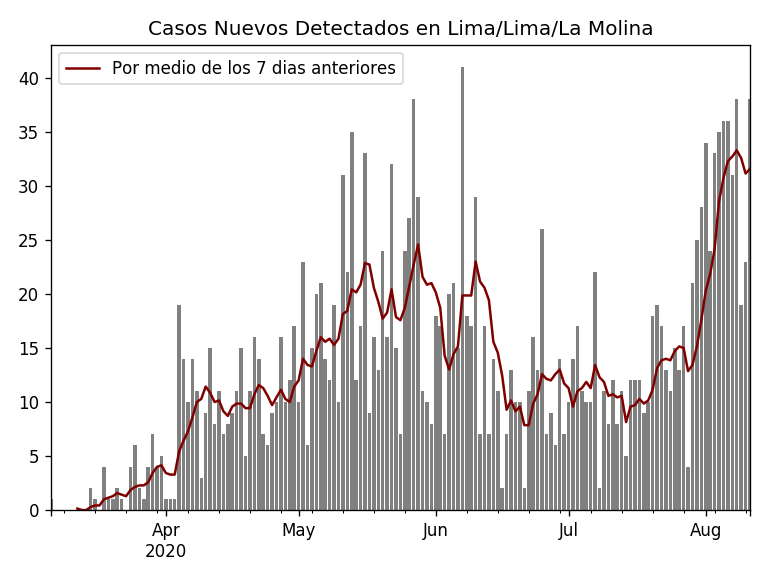 Casos Nuevos Detectados en Lima/Lima/La Molina
Por medio de los 7 dias anteriores
40
35
30
25
20
15
10
5
0
Apr
2020
May
Jun
Jul
Aug